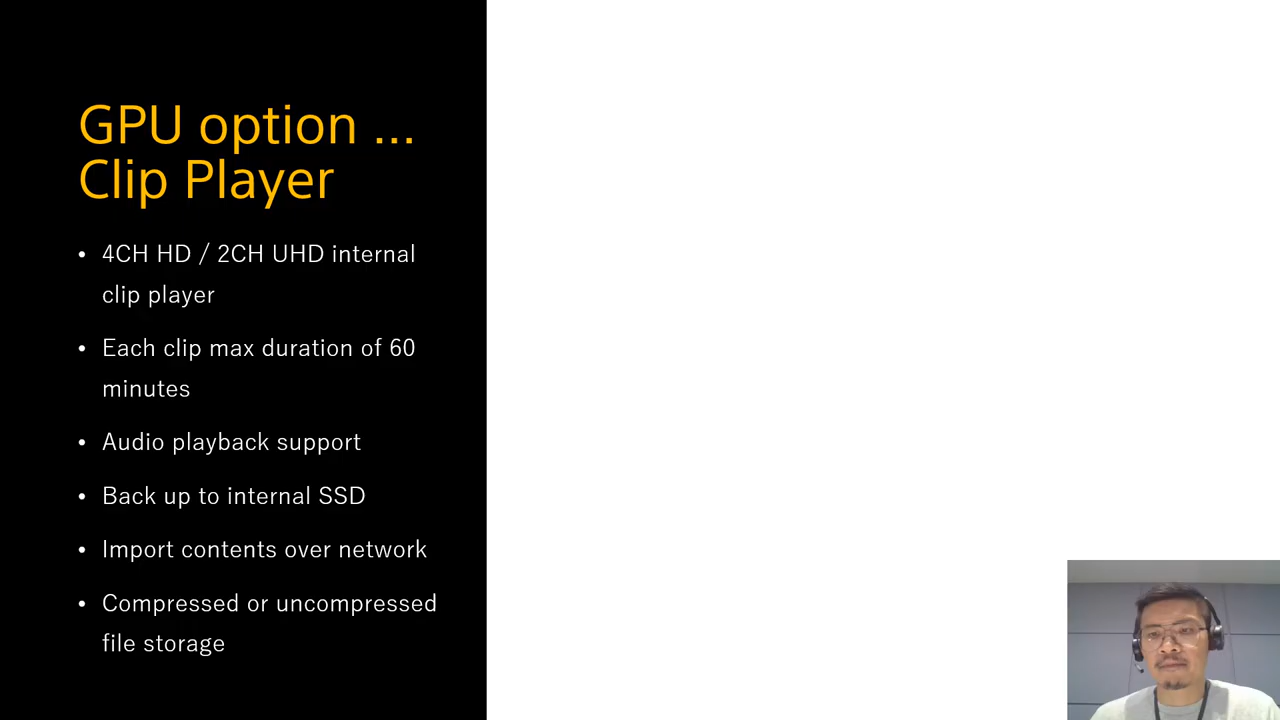 GPU option ...
Clip Player
• 4CH HD / 2CH UHD internal
clip player
• Each clip max duration of 60
minutes
• Audio playback support
• Back up to internal SSD
• Import contents over network
• Compressed or uncompressed
file storage